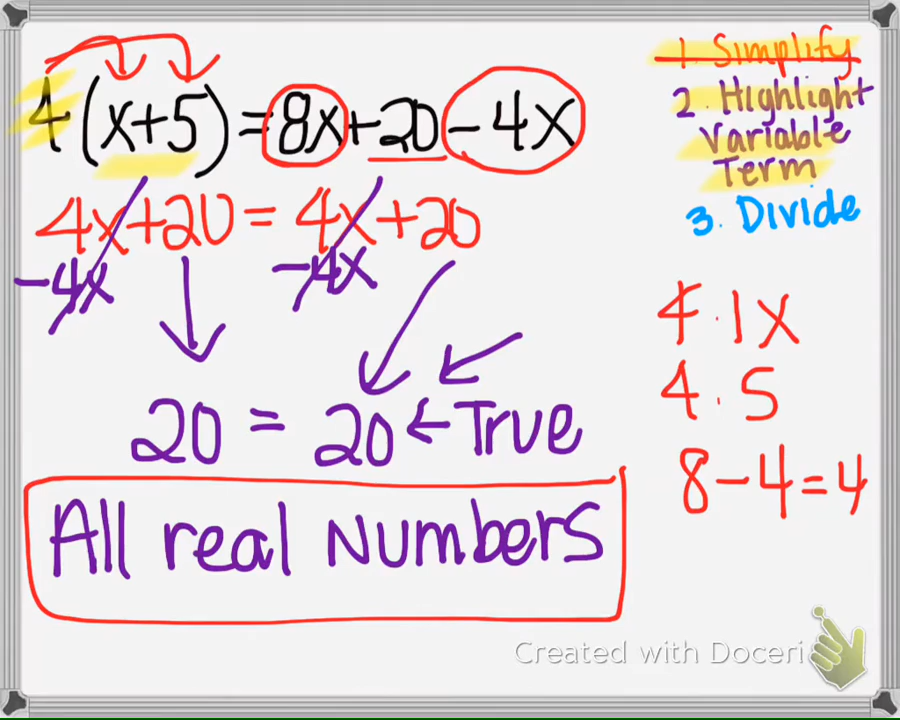 4(x+5)=8x+20-4x
4x+20=4x+20
-4x -4x
20=20←True
All real Numbers
1. Simplify
2. Highlight
Variable
Term
3. Divide
4·1x
4·5
8-4=4
Created with Doceri